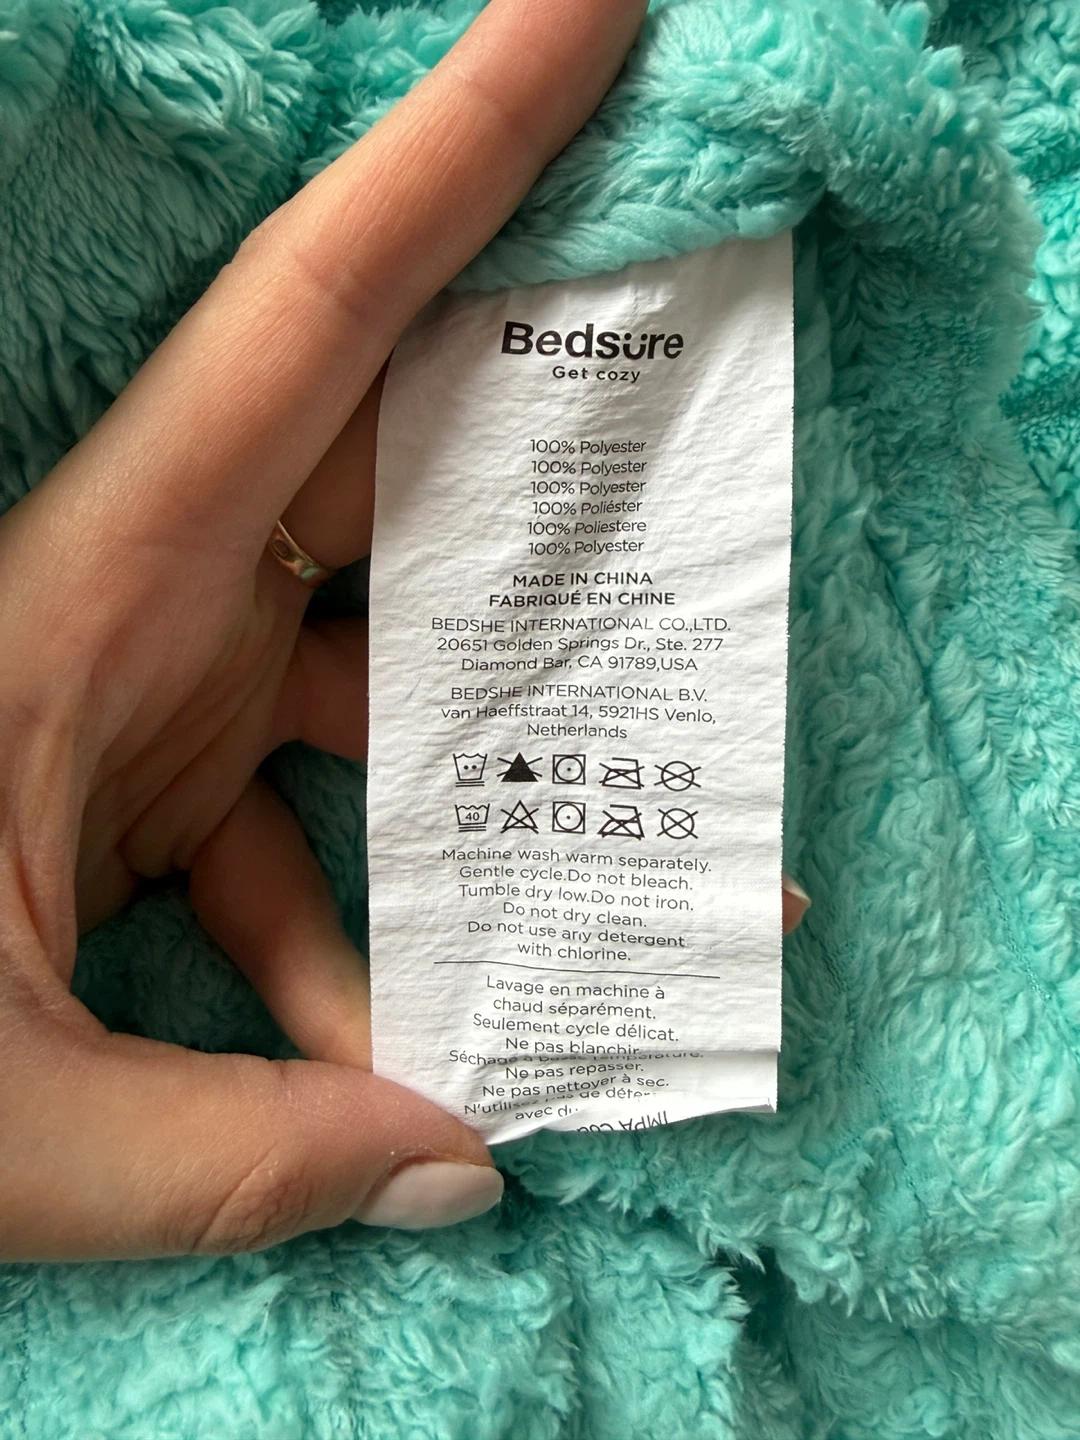 Bedsure
Get cozy
100% Polyester
100% Polyester
100% Polyester
100% Poliéster
100% Poliestere
100% Polyester
MADE IN CHINA
FABRIQUÉ EN CHINE
BEDSHE INTERNATIONAL CO.,LTD.
20651 Golden Springs Dr., Ste. 277
Diamond Bar, CA 91789,USA
BEDSHE INTERNATIONAL B.V.
van Haeffstraat 14, 5921HS Venlo,
Netherlands
40
Machine wash warm separately.
Gentle cycle.Do not bleach.
Tumble dry low.Do not iron.
Do not dry clean.
Do not use any detergent
with chlorine.
Lavage en machine à
chaud séparément.
Seulement cycle délicat.
Ne pas blanchir.
Séchage à basse température.
Ne pas repasser.
Ne pas nettoyer à sec.
avec